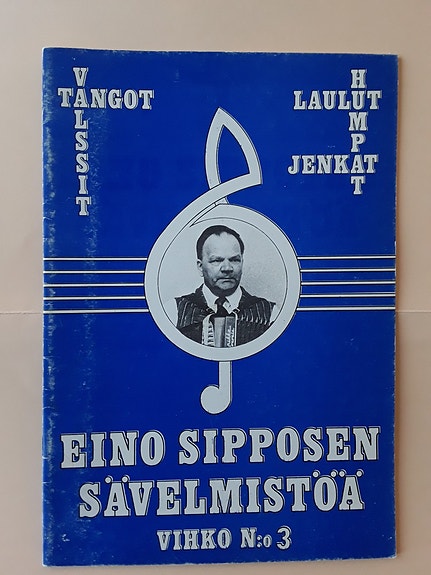 VALSSIT
TANGOT
LAULUT
HUMPAT
JENKAT
EINO SIPPOSEN
SÄVELMISTÖÄ
VIHKO N:o 3